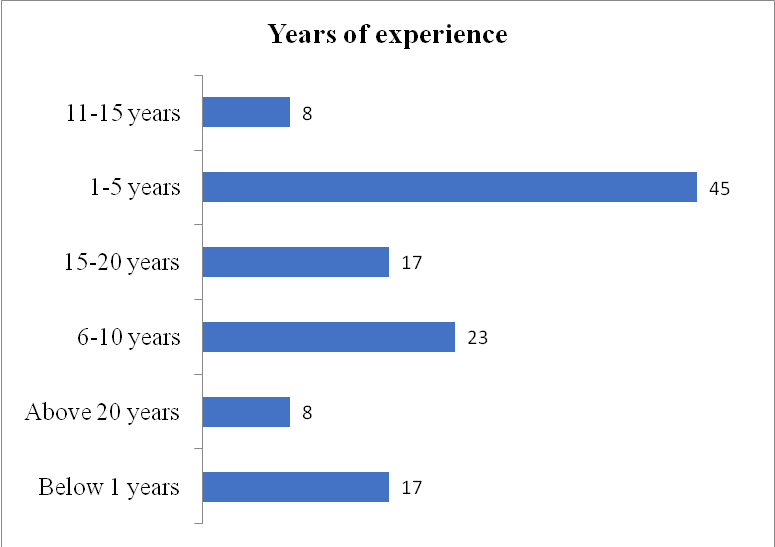 Years of experience
11-15 years 8
1-5 years 45
15-20 years 17
6-10 years 23
Above 20 years 8
Below 1 years 17